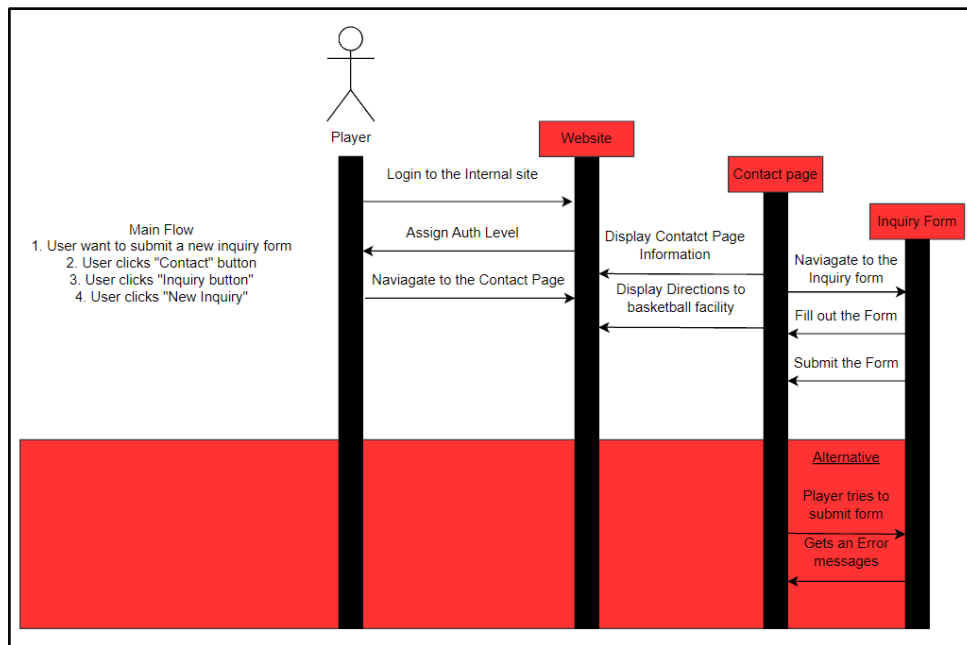 Player
Website
Contact page
Inquiry Form
Login to the Internal site
Assign Auth Level
Naviagate to the Contact Page
Display Contatct Page
Information
Display Directions to
basketball facility
Naviagate to the
Inquiry form
Fill out the Form
Submit the Form
Main Flow
1. User want to submit a new inquiry form
2. User clicks "Contact" button
3. User clicks "Inquiry button"
4. User clicks "New Inquiry"
Alternative
Player tries to
submit form
Gets an Error
messages